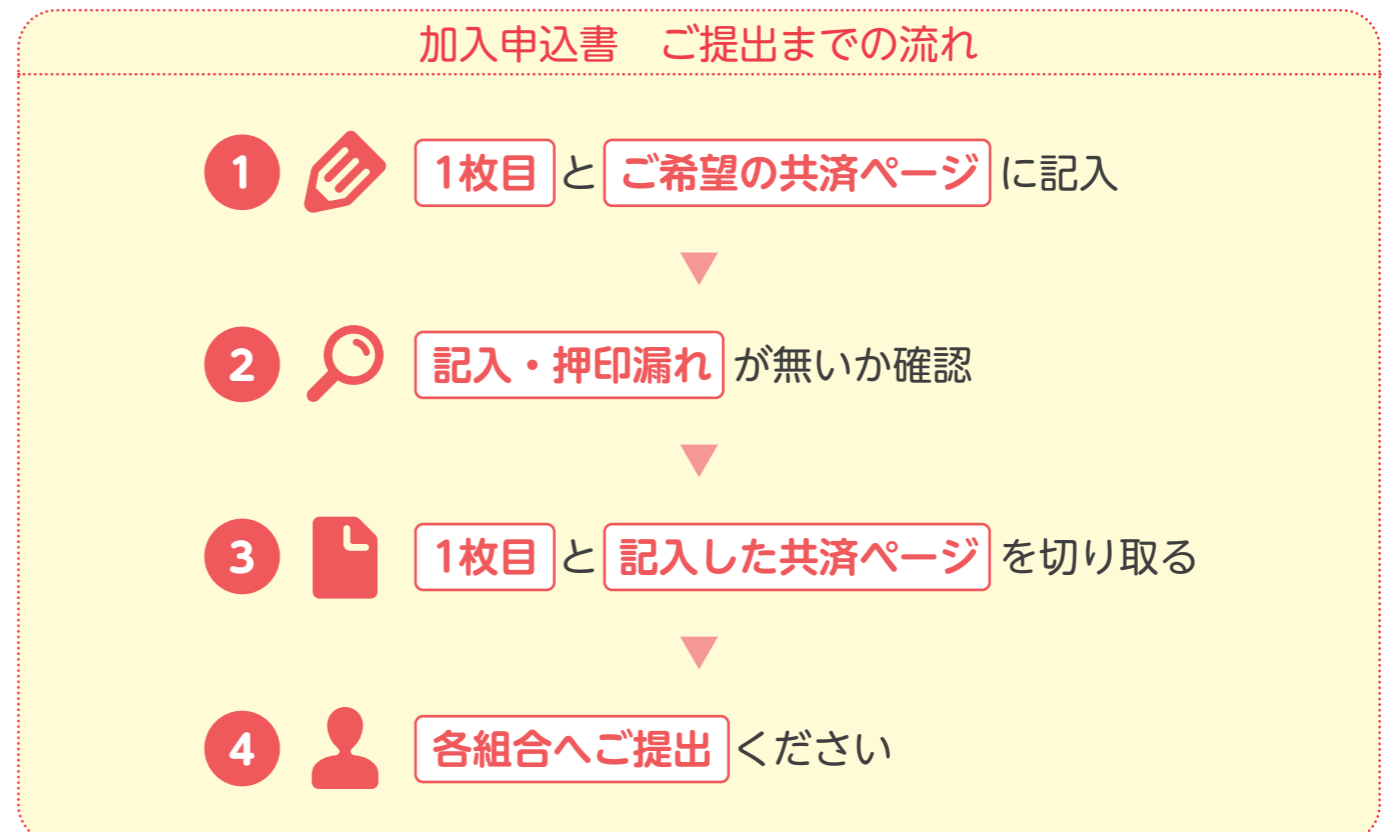 加入申込書　ご提出までの流れ
1 1枚目 と ご希望の共済ページ に記入
2 記入・押印漏れ が無いか確認
3 1枚目 と 記入した共済ページ を切り取る
4 各組合へご提出 ください